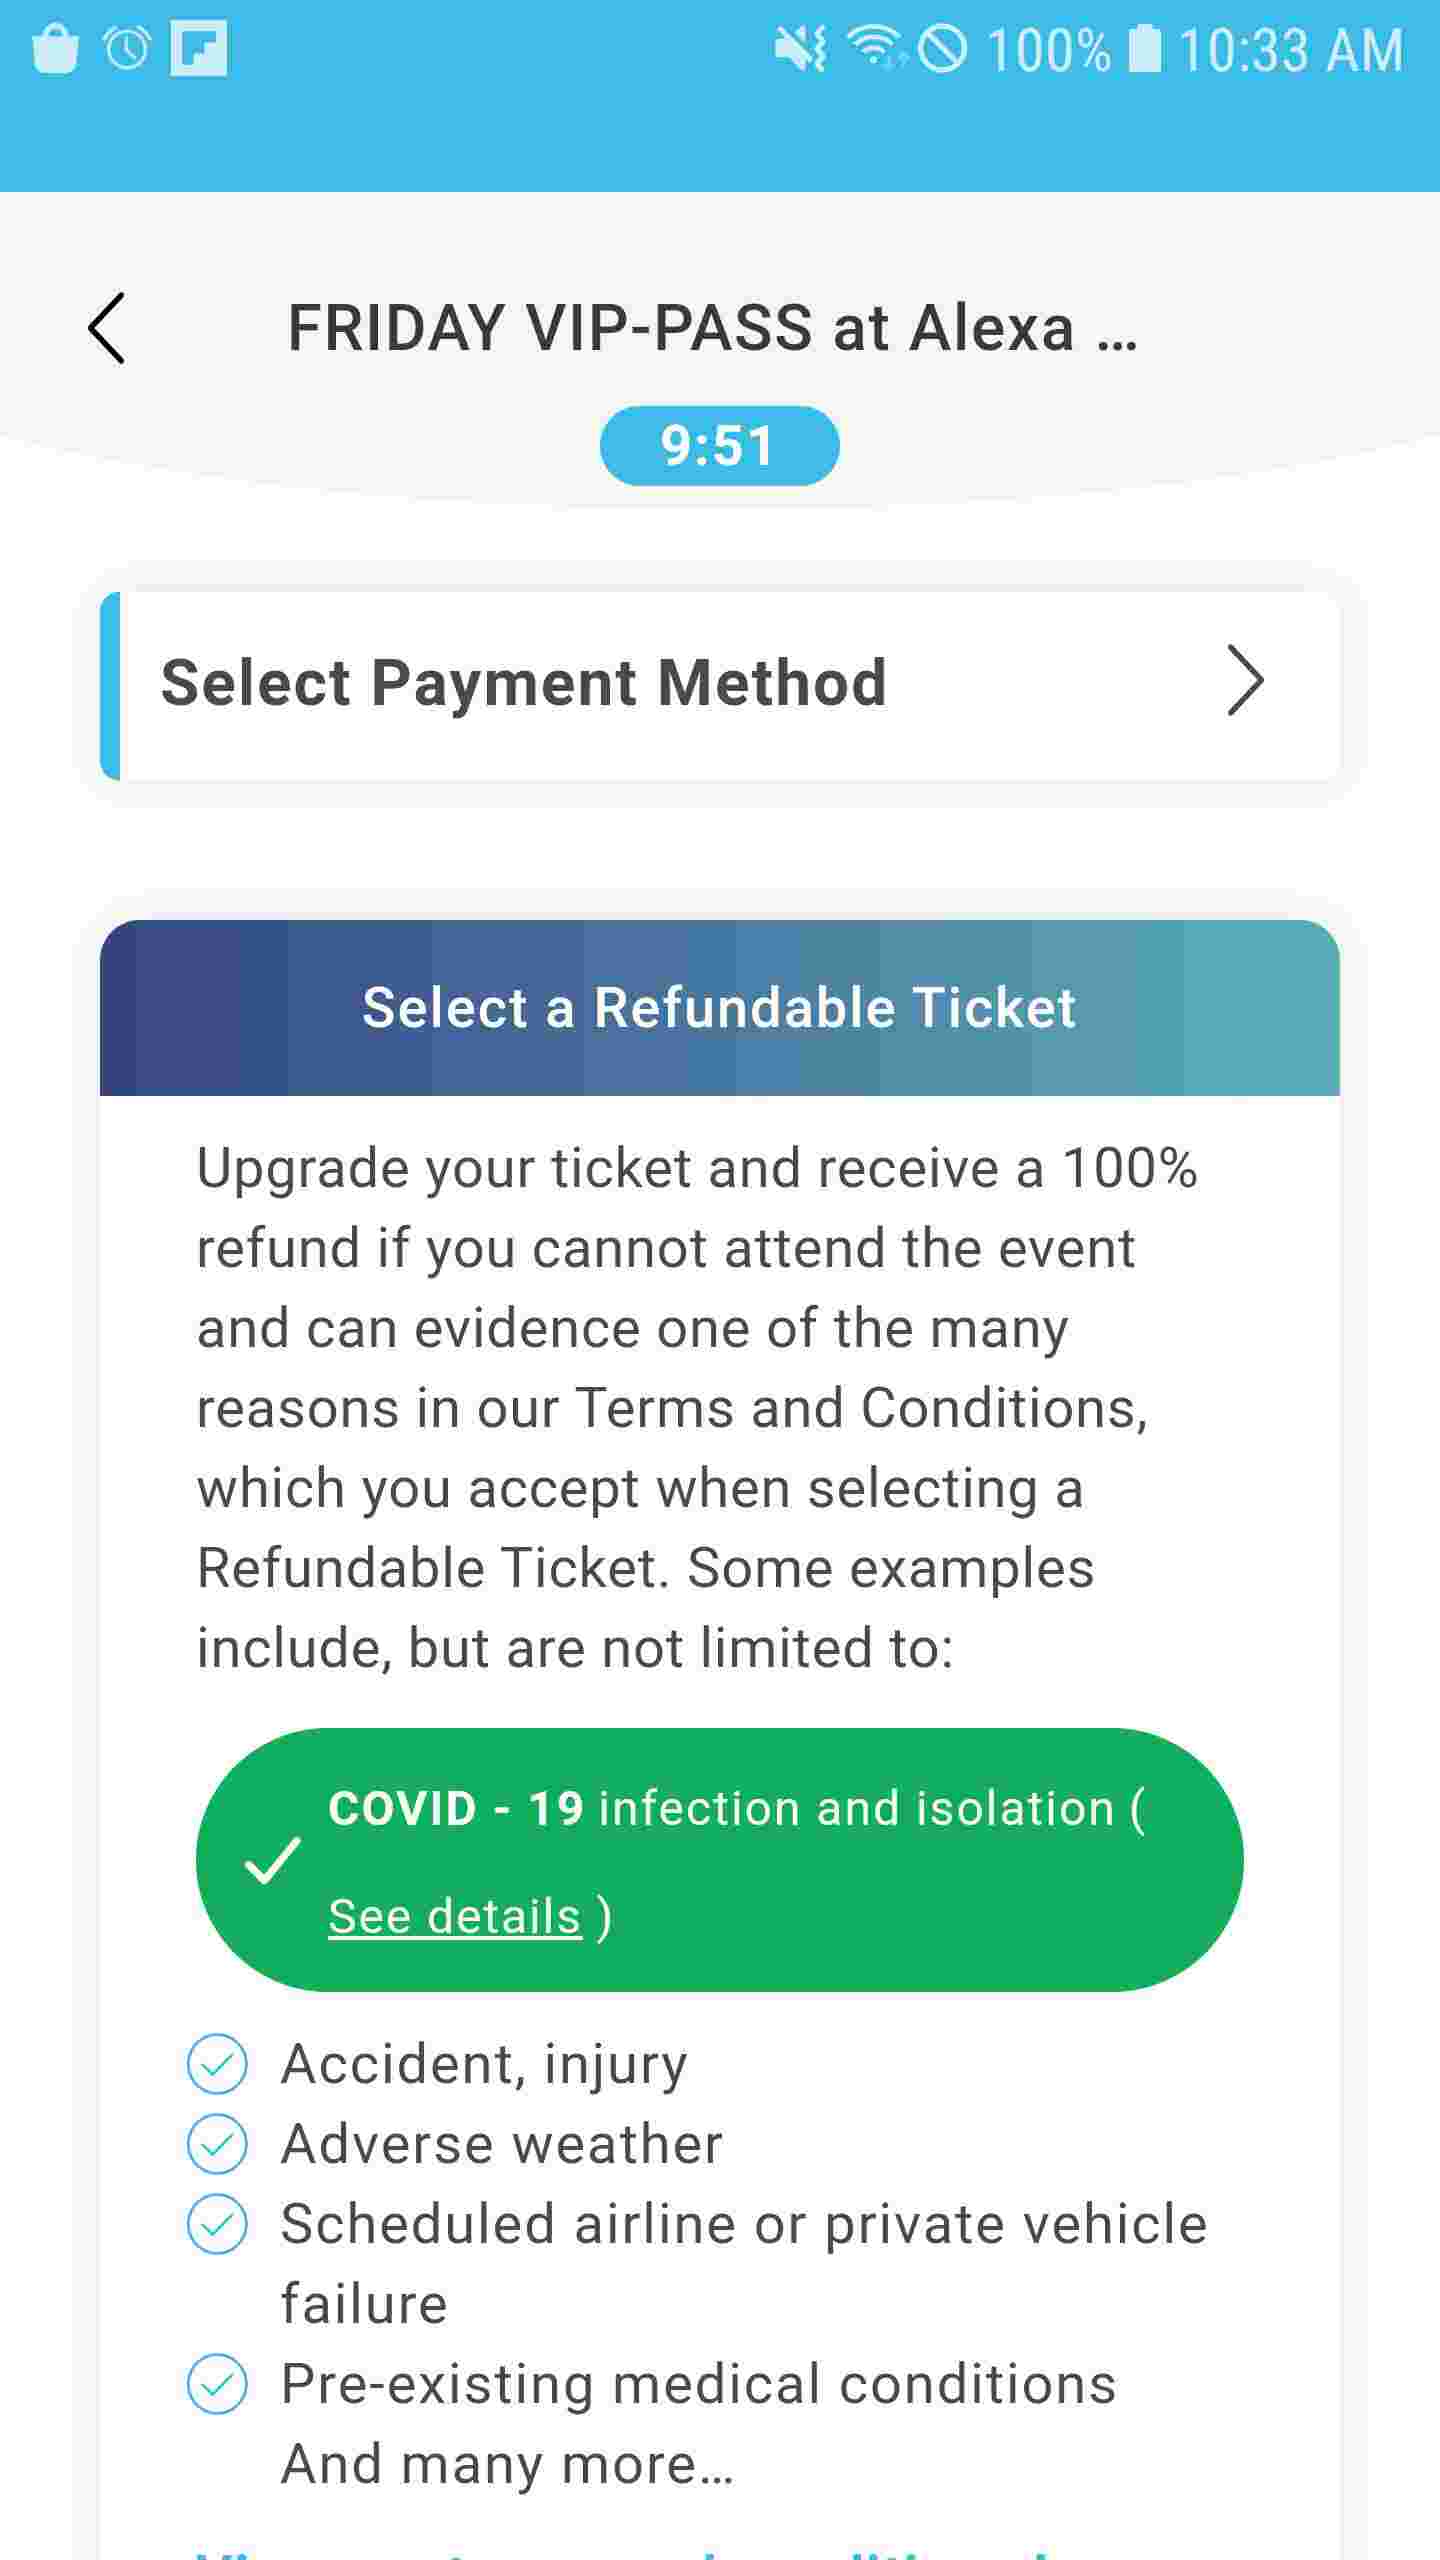 100% 10:33 AM
FRIDAY VIP-PASS at Alexa ...
9:51
Select Payment Method
Select a Refundable Ticket
Upgrade your ticket and receive a 100%
refund if you cannot attend the event
and can evidence one of the many
reasons in our Terms and Conditions,
which you accept when selecting a
Refundable Ticket. Some examples
include, but are not limited to:
COVID - 19 infection and isolation (
See details )
Accident, injury
Adverse weather
Scheduled airline or private vehicle
failure
Pre-existing medical conditions
And many more...